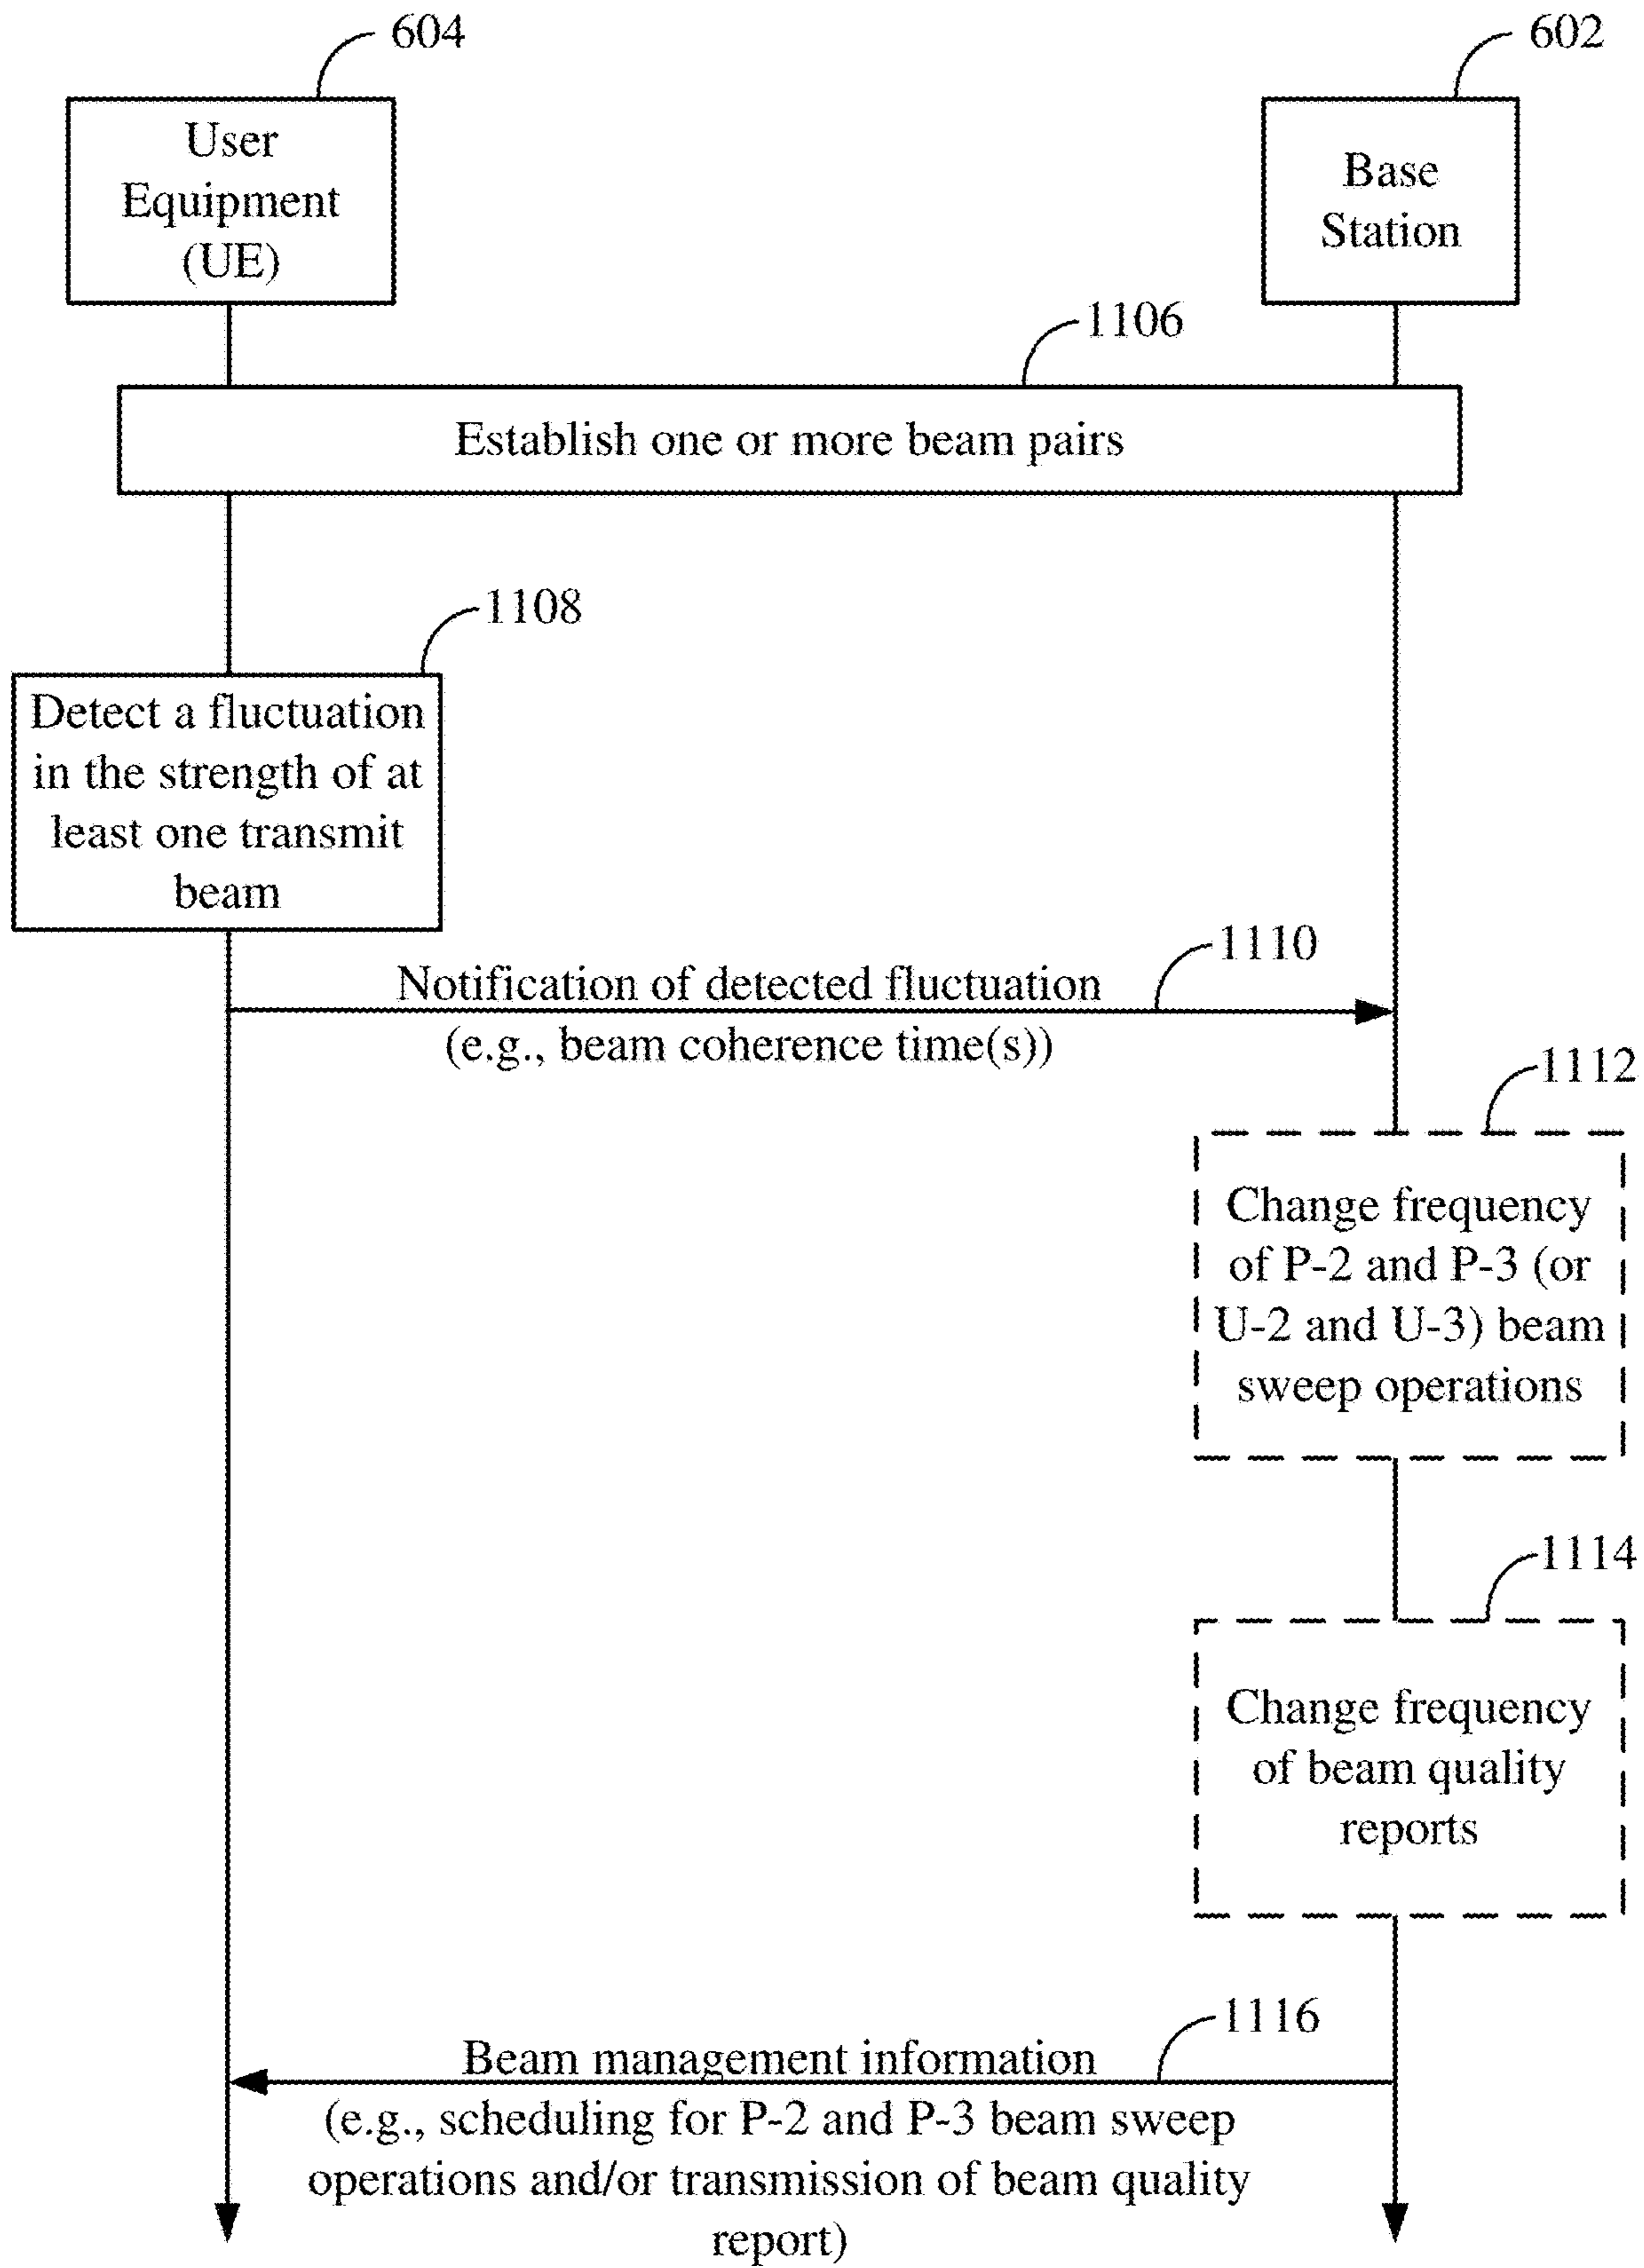 604
602
User
Equipment
(UE)
Base
Station
1106
Establish one or more beam pairs
1108
Detect a fluctuation
in the strength of at
least one transmit
beam
1110
Notification of detected fluctuation
(e.g., beam coherence time(s))
1112
Change frequency
of P-2 and P-3 (or
U-2 and U-3) beam
sweep operations
1114
Change frequency
of beam quality
reports
1116
Beam management information
(e.g., scheduling for P-2 and P-3 beam sweep
operations and/or transmission of beam quality
report)